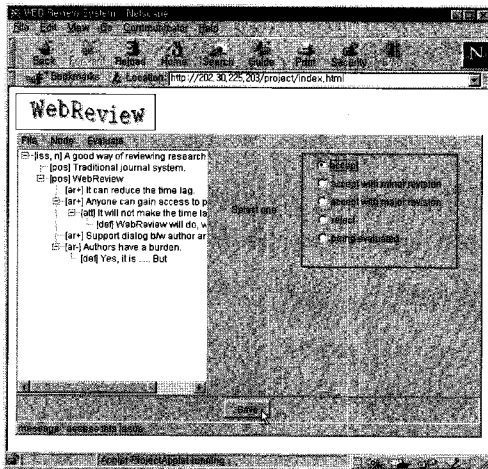 WEB Review System - Netscape
File Edit View Go Communicator Help
Back Reload Home Search Guide Print Security
Bookmarks Location: http://202.30.225.203/project/index.html
N
WebReview
File Node Evaluate
[iss, n] A good way of reviewing research
[pos] Traditional journal system.
[pos] WebReview
[ar+] It can reduce the time lag.
[ar+] Anyone can gain access to p
[att] It will not make the time la
[def] WebReview will do, w
[ar+] Support dialog b/w author ar
[ar-] Authors have a burden.
[def] Yes, it is ..... But
Select one
accept
accept with minor revision
accept with major revision
reject
being evaluated
Save
message : assess this issue
Applet ProjectApplet running